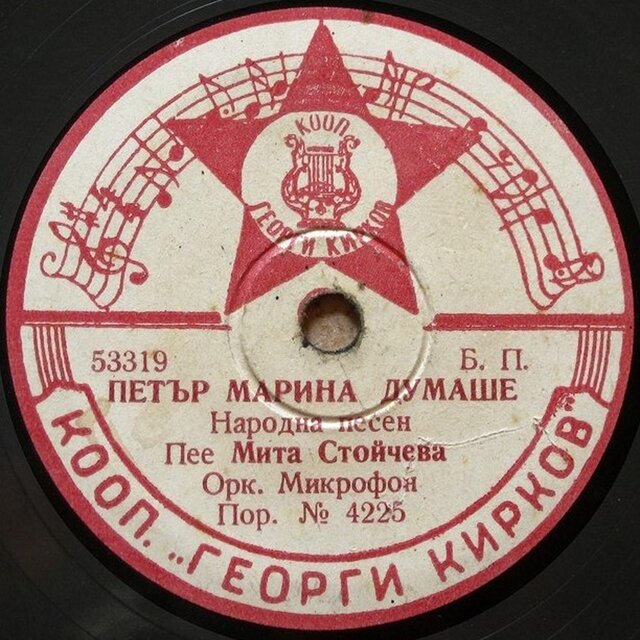 КООП.
ГЕОРГИ КИРКОВ
53319
Б. П.
ПЕТЪР МАРИНА ДУМАШЕ
Народна песен
Пее Мита Стойчева
Орк. Микрофон
Пор. № 4225
КООП. „ГЕОРГИ КИРКОВ"